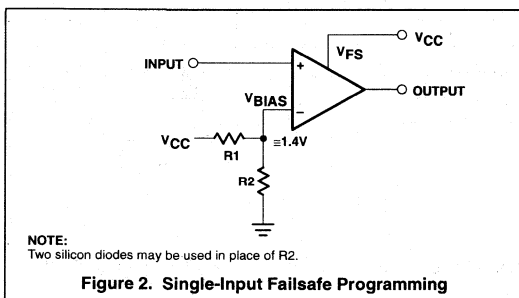 VCC
VFS
INPUT
+
OUTPUT
VBIAS
−
VCC
≅1.4V
R1
R2
NOTE:
Two silicon diodes may be used in place of R2.
Figure 2. Single-Input Failsafe Programming